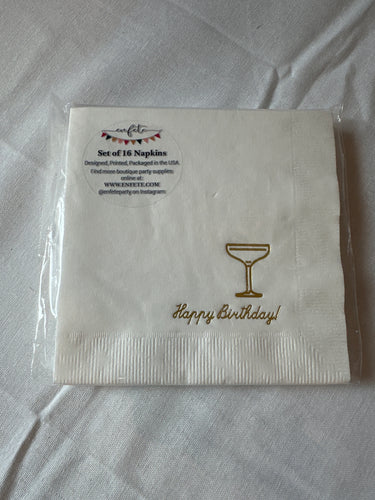 enfete
Set of 16 Napkins
Designed, Printed, Packaged in the USA
Find more boutique party supplies
online at:
WWW.ENFETE.COM
@enfeteparty on Instagram
Happy Birthday!